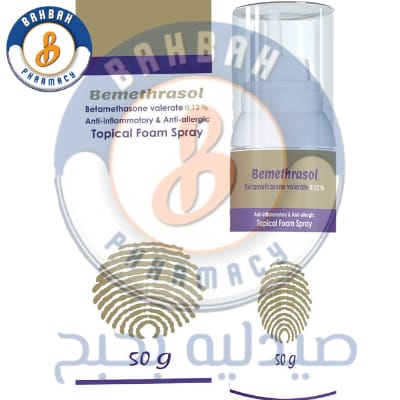 BAHBAH
PHARMACY
Bemethrasol
Betamethasone valerate 0,12 %
Anti-inflammatory & Anti-allergic
Topical Foam Spray
50 g
Bemethrasol
Betamethasone valerate 0,12 %
Anti-inflammatory & Anti-allergic
Topical Foam Spray
50 g
BAHBAH
PHARMACY
صيدليه بحبح